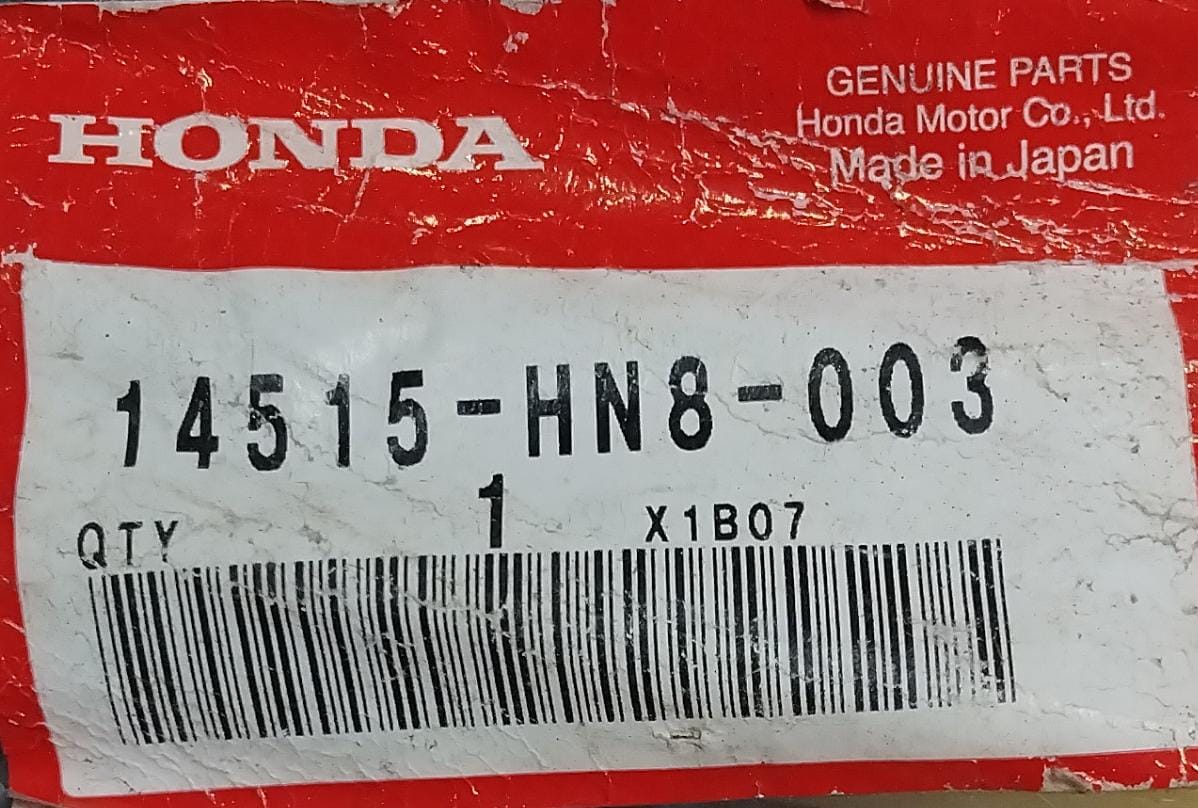 HONDA
GENUINE PARTS
Honda Motor Co., Ltd.
Made in Japan
14515-HN8-003
QTY 1 X1B07